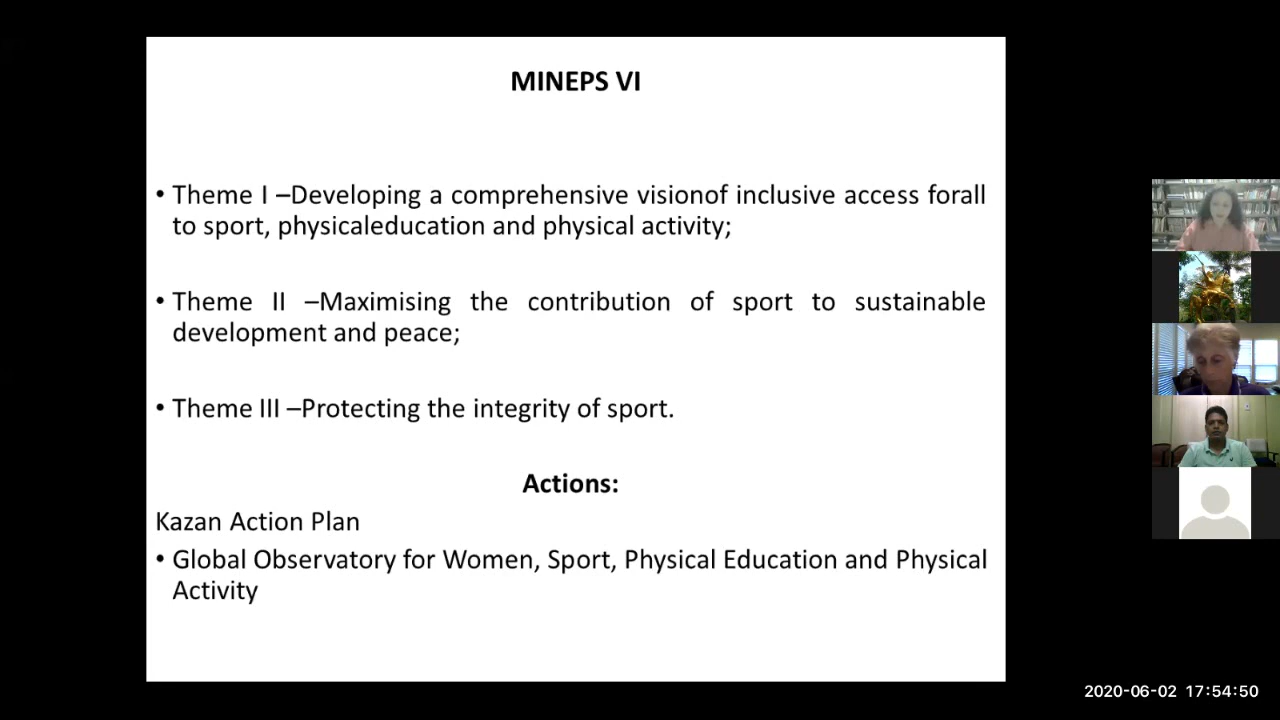 MINEPS VI
• Theme I –Developing a comprehensive visionof inclusive access forall
to sport, physicaleducation and physical activity;
• Theme II –Maximising the contribution of sport to sustainable
development and peace;
• Theme III –Protecting the integrity of sport.
Actions:
Kazan Action Plan
• Global Observatory for Women, Sport, Physical Education and Physical
Activity
2020-06-02 17:54:50